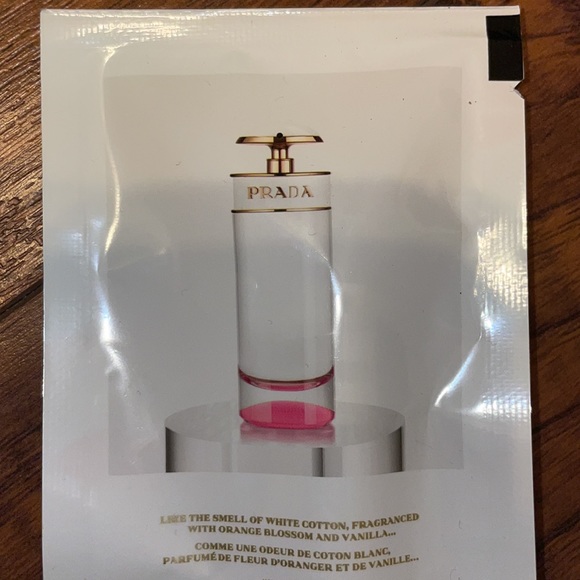 PRADA
LIKE THE SMELL OF WHITE COTTON, FRAGRANCED
WITH ORANGE BLOSSOM AND VANILLA...
COMME UNE ODEUR DE COTON BLANC,
PARFUMÉ DE FLEUR D'ORANGER ET DE VANILLE...